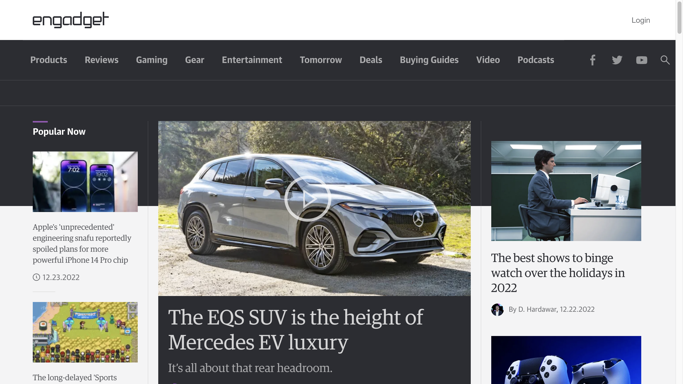 engadget
Login
Products
Reviews
Gaming
Gear
Entertainment
Tomorrow
Deals
Buying Guides
Video
Podcasts
Popular Now
7:02
Apple's 'unprecedented'
engineering snafu reportedly
spoiled plans for more
powerful iPhone 14 Pro chip
12.23.2022
The long-delayed 'Sports
The EQS SUV is the height of
Mercedes EV luxury
It's all about that rear headroom.
The best shows to binge
watch over the holidays in
2022
By D. Hardawar, 12.22.2022